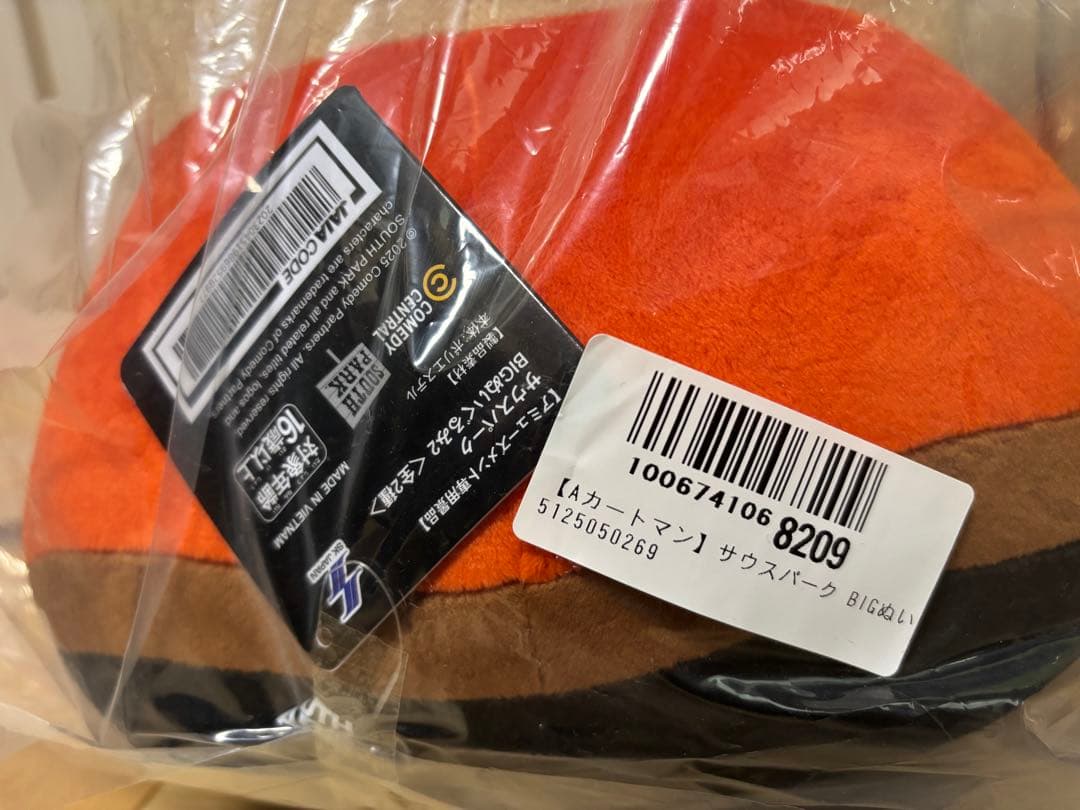 【アミューズメント専用景品】
サウスパーク
BIGぬいぐるみ2 <全2種>
【製品素材】
本体:ポリエステル
COMEDY
CENTRAL
SOUTH
PARK
対象年齢
16歳以上
MADE IN VIETNAM
SK JAPAN
© 2025 Comedy Partners. All rights reserved.
SOUTH PARK and all related titles, logos and
characters are trademarks of Comedy Partners.
JAIA CODE
100674106 8209
【Aカートマン】サウスパーク BIGぬい
5125050269